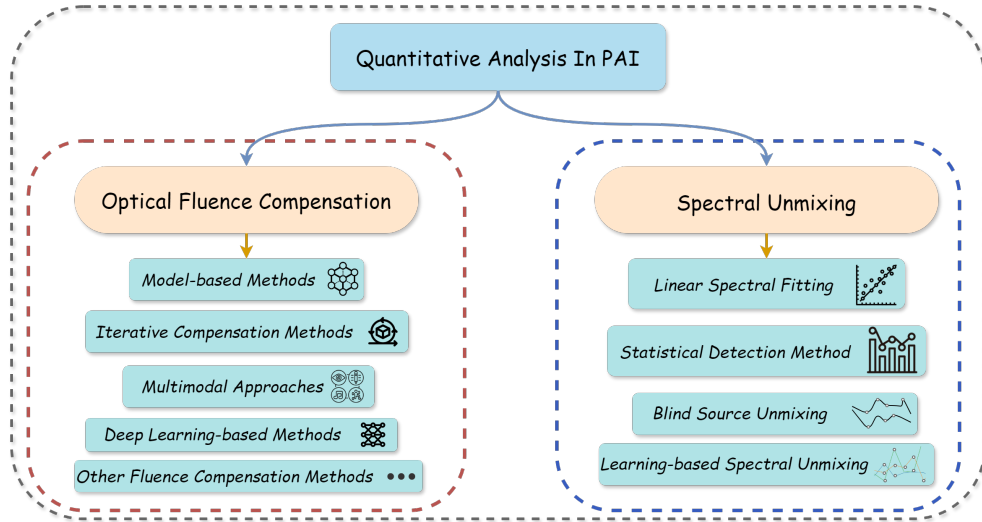 Quantitative Analysis In PAI
Optical Fluence Compensation
Model-based Methods
Iterative Compensation Methods
Multimodal Approaches
Deep Learning-based Methods
Other Fluence Compensation Methods
Spectral Unmixing
Linear Spectral Fitting
Statistical Detection Method
Blind Source Unmixing
Learning-based Spectral Unmixing